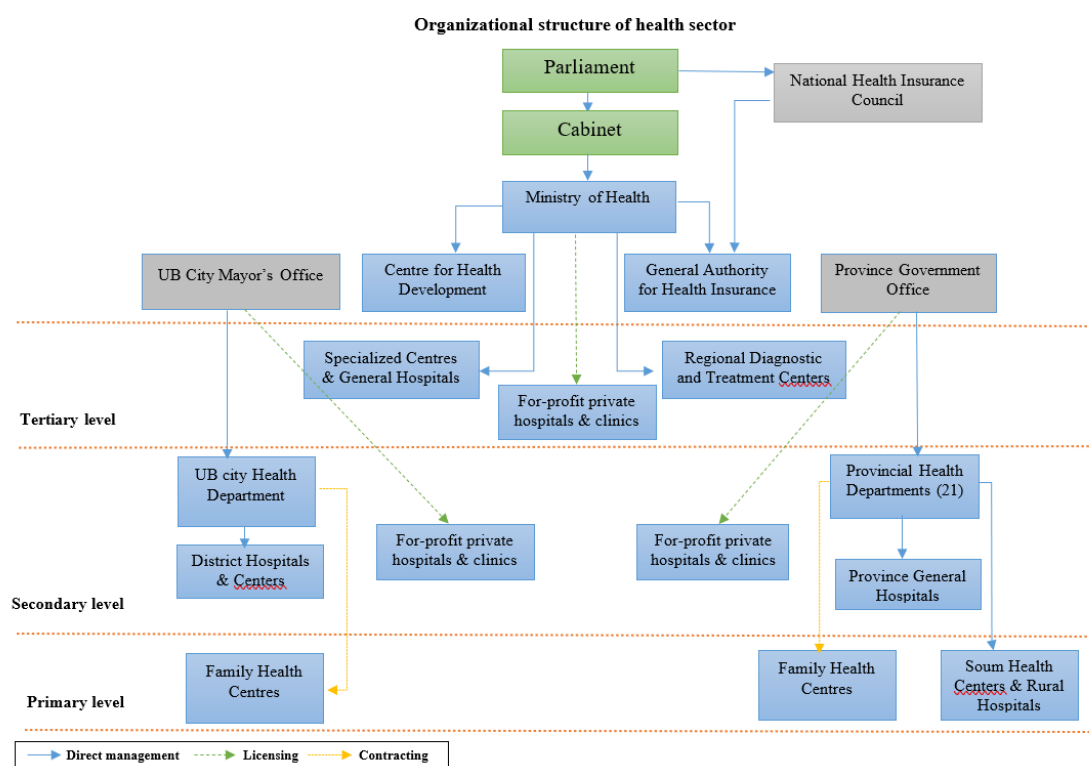 Organizational structure of health sector
Parliament
National Health Insurance
Council
Cabinet
Ministry of Health
UB City Mayor's Office
Centre for Health
Development
General Authority
for Health Insurance
Province Government
Office
Specialized Centres
& General Hospitals
Regional Diagnostic
and Treatment Centers
For-profit private
hospitals & clinics
Tertiary level
UB city Health
Department
Provincial Health
Departments (21)
For-profit private
hospitals & clinics
For-profit private
hospitals & clinics
District Hospitals
& Centers
Province General
Hospitals
Secondary level
Family Health
Centres
Family Health
Centres
Soum Health
Centers & Rural
Hospitals
Primary level
Direct management Licensing Contracting